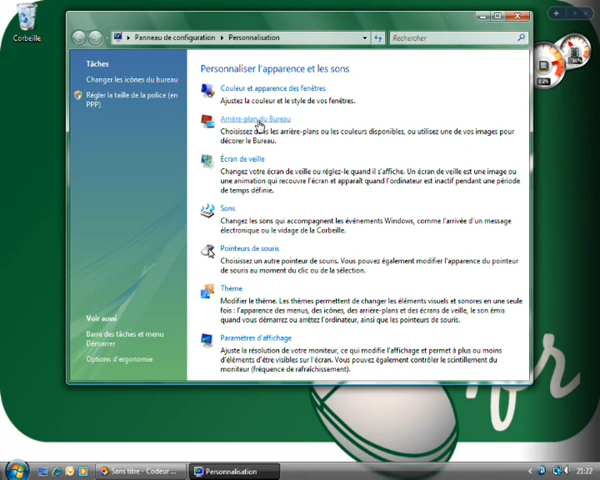 Corbeille
Panneau de configuration
Personnalisation
Rechercher
Tâches
Changer les icônes du bureau
Régler la taille de la police (en
PPP)
Voir aussi
Barre des tâches et menu
Démarrer
Options d'ergonomie
Personnaliser l'apparence et les sons
Couleur et apparence des fenêtres
Ajustez la couleur et le style de vos fenêtres.
Arrière-plan du Bureau
Choisissez dans les arrière-plans ou les couleurs disponibles, ou utilisez une de vos images pour
décorer le Bureau.
Écran de veille
Changez votre écran de veille ou réglez-le quand il s'affiche. Un écran de veille est une image ou
une animation qui recouvre l'écran et apparaît quand l'ordinateur est inactif pendant une période
de temps définie.
Sons
Changez les sons qui accompagnent les événements Windows, comme l'arrivée d'un message
électronique ou le vidage de la Corbeille.
Pointeurs de souris
Choisissez un autre pointeur de souris. Vous pouvez également modifier l'apparence du pointeur
de souris au moment du clic ou de la sélection.
Thème
Modifier le thème. Les thèmes permettent de changer les éléments visuels et sonores en une seule
fois : l'apparence des menus, des icônes, des arrière-plans et des écrans de veille, le son émis
quand vous démarrez ou arrêtez l'ordinateur, ainsi que les pointeurs de souris.
Paramètres d'affichage
Ajuste la résolution de votre moniteur, ce qui modifie l'affichage et permet à plus ou moins
d'éléments d'être visibles sur l'écran. Vous pouvez également contrôler le scintillement du
moniteur (fréquence de rafraîchissement).
Sans titre - Codeur ...
Personnalisation
21:22